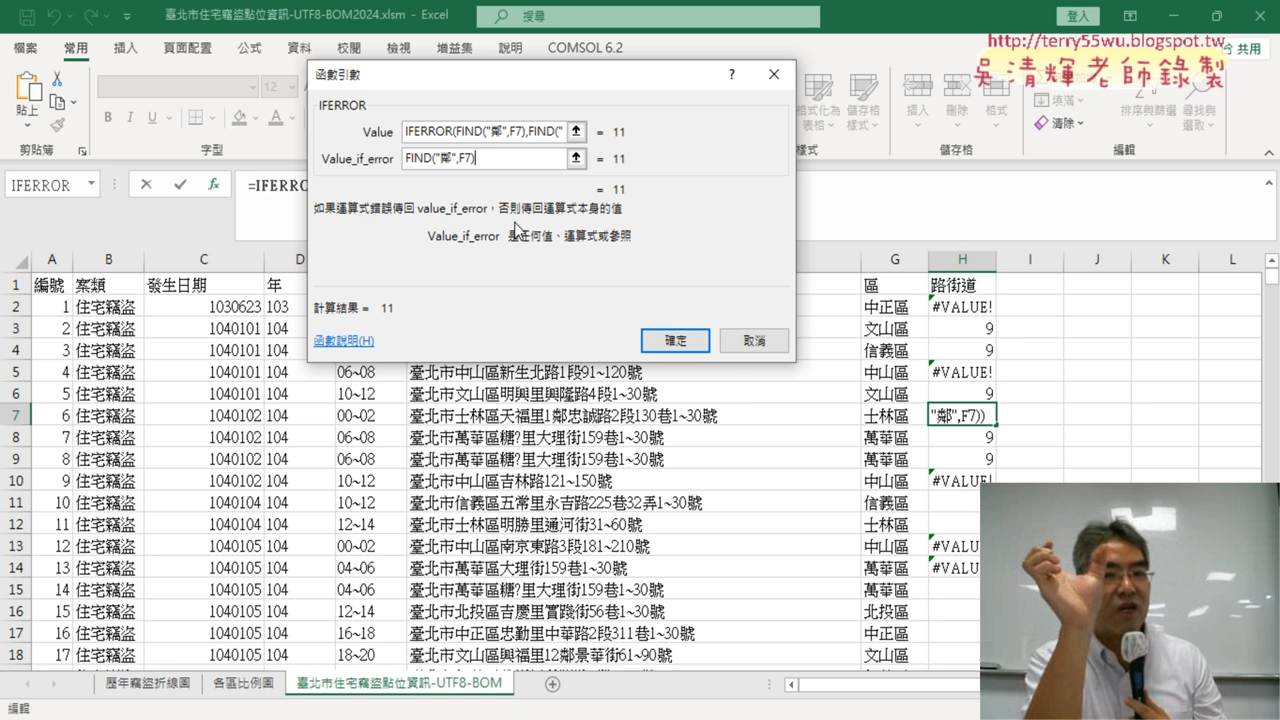 臺北市住宅竊盜點位資訊-UTF8-BOM2024.xlsm - Excel
搜尋
登入
http://terry55wu.blogspot.tw
吳清輝老師錄製
檔案 常用 插入 頁面配置 公式 資料 校閱 檢視 增益集 說明 COMSOL 6.2 共用
貼上
12
B I U A
剪貼簿 字型 樣式 儲存格 編輯
格式化為表格 儲存格樣式 插入 刪除 格式 填滿 清除 排序與篩選 尋找與選取
函數引數
IFERROR
Value IFERROR(FIND("鄰",F7),FIND(" = 11
Value_if_error FIND("鄰",F7) = 11
= 11
如果運算式錯誤傳回 value_if_error，否則傳回運算式本身的值
Value_if_error 是任何值、運算式或參照
計算結果 = 11
函數說明(H) 確定 取消
IFERROR fx =IFERRO
A B C D G H I J K L
1 編號 案類 發生日期 年 區 路街道
2 1 住宅竊盜 1030623 103 中正區 #VALUE!
3 2 住宅竊盜 1040101 104 文山區 9
4 3 住宅竊盜 1040101 104 信義區 9
5 4 住宅竊盜 1040101 104 06~08 臺北市中山區新生北路1段91~120號 中山區 #VALUE!
6 5 住宅竊盜 1040101 104 10~12 臺北市文山區明興里興隆路4段1~30號 文山區 9
7 6 住宅竊盜 1040102 104 00~02 臺北市士林區天福里1鄰忠誠路2段130巷1~30號 士林區 "鄰",F7))
8 7 住宅竊盜 1040102 104 06~08 臺北市萬華區糖?里大理街159巷1~30號 萬華區 9
9 8 住宅竊盜 1040102 104 06~08 臺北市萬華區糖?里大理街159巷1~30號 萬華區 9
10 9 住宅竊盜 1040102 104 10~12 臺北市中山區吉林路121~150號 中山區 #VALUE!
11 10 住宅竊盜 1040104 104 10~12 臺北市信義區五常里永吉路225巷32弄1~30號 信義區
12 11 住宅竊盜 1040104 104 12~14 臺北市士林區明勝里通河街31~60號 士林區
13 12 住宅竊盜 1040105 104 00~02 臺北市中山區南京東路3段181~210號 中山區 #VALU
14 13 住宅竊盜 1040105 104 04~06 臺北市萬華區大理街1~30號 萬華區 #VALU
15 14 住宅竊盜 1040105 104 04~06 臺北市萬華區糖?里大理街159巷1~30號 萬華區
16 15 住宅竊盜 1040105 104 12~14 臺北市北投區吉慶里實踐街56巷1~30號 北投區
17 16 住宅竊盜 1040105 104 16~18 臺北市中正區忠勤里中華路2段311巷1~30號 中正區
18 17 住宅竊盜 1040105 104 18~20 臺北市文山區興福里12鄰景華街61~90號 文山區
歷年竊盜折線圖 各區比例圖 臺北市住宅竊盜點位資訊-UTF8-BOM
編輯